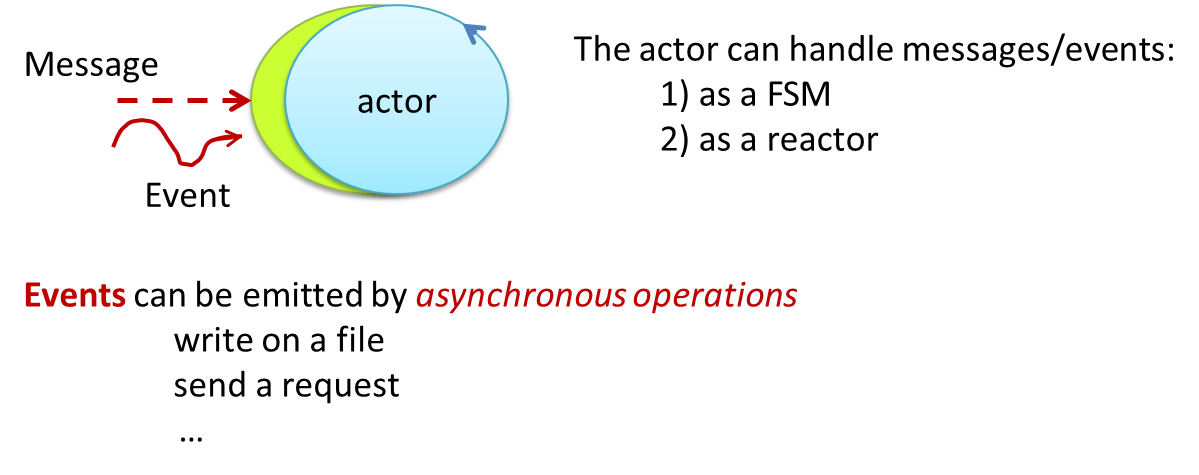 Message
actor
Event
The actor can handle messages/events:
1) as a FSM
2) as a reactor
Events can be emitted by asynchronous operations
write on a file
send a request
...